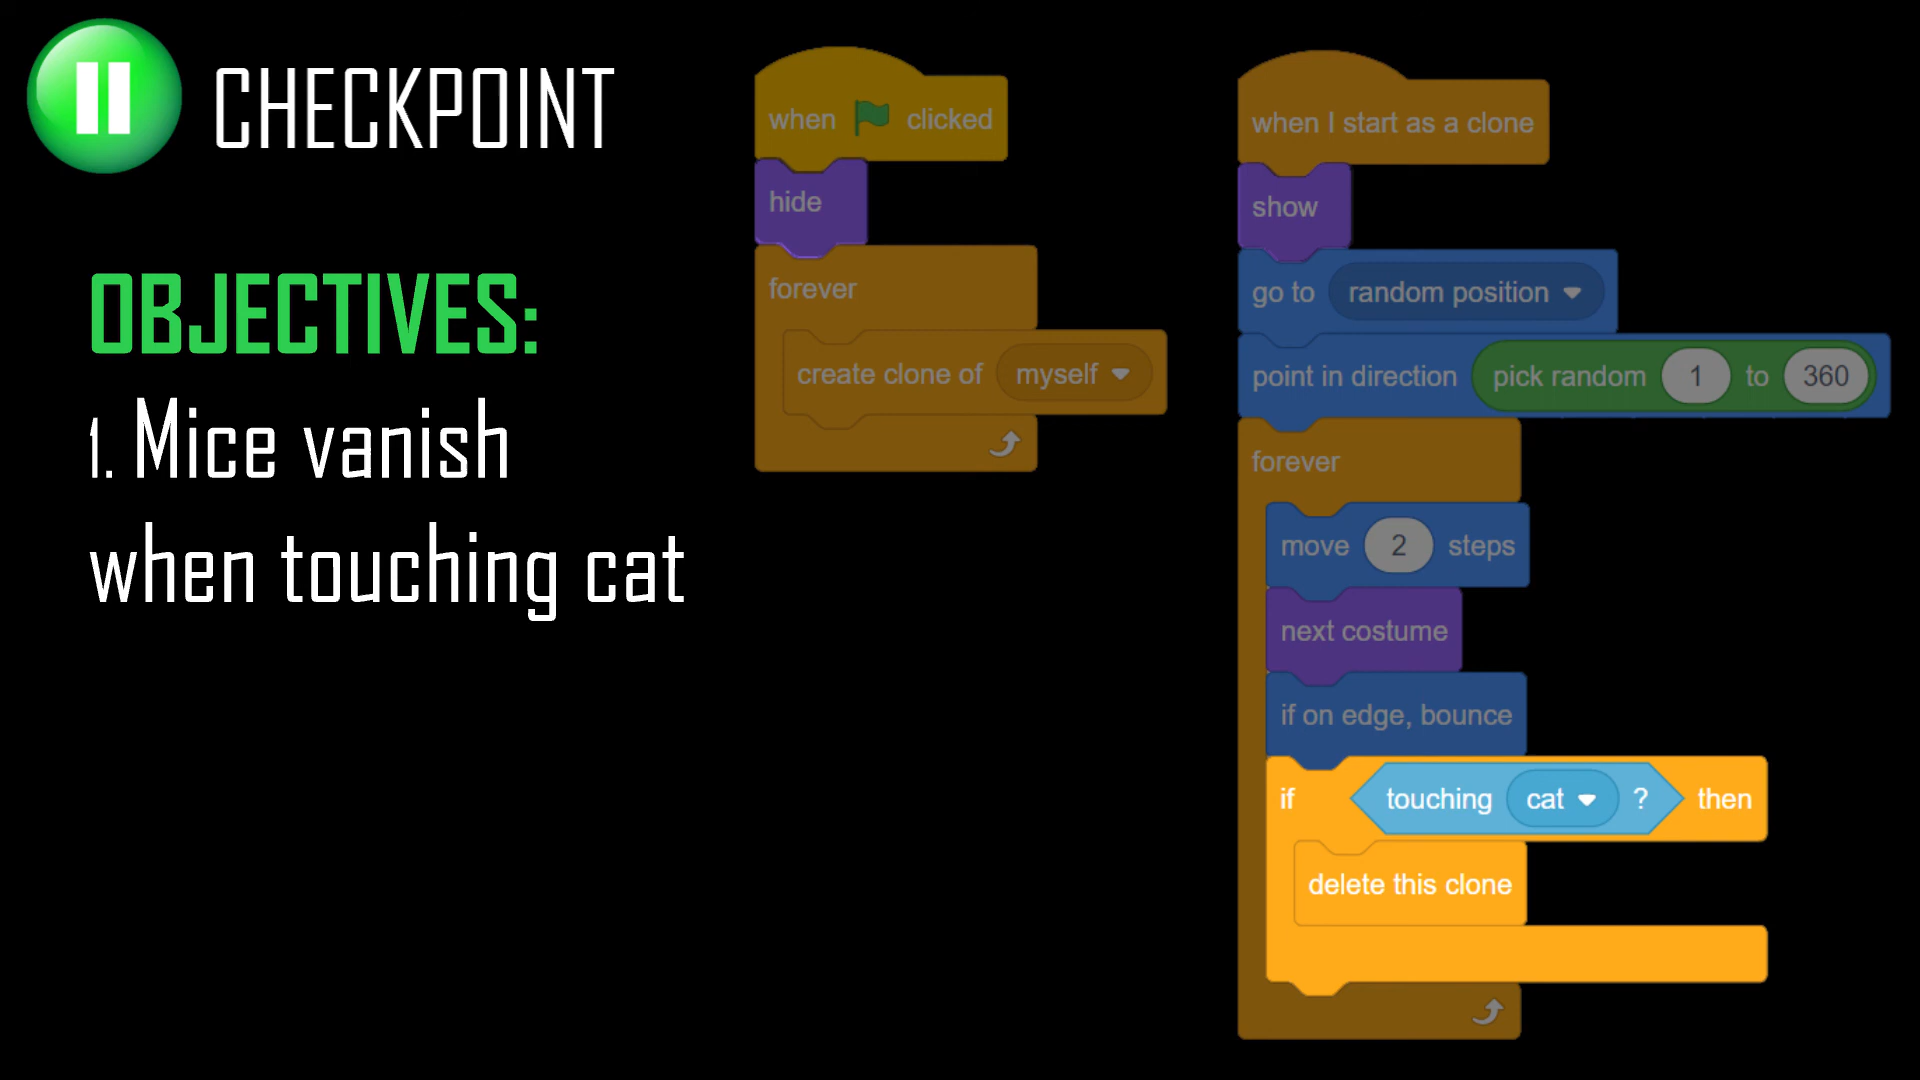 CHECKPOINT
OBJECTIVES:
1. Mice vanish
when touching cat
when clicked
hide
forever
create clone of myself
when I start as a clone
show
go to random position
point in direction pick random 1 to 360
forever
move 2 steps
next costume
if on edge, bounce
if touching cat ? then
delete this clone